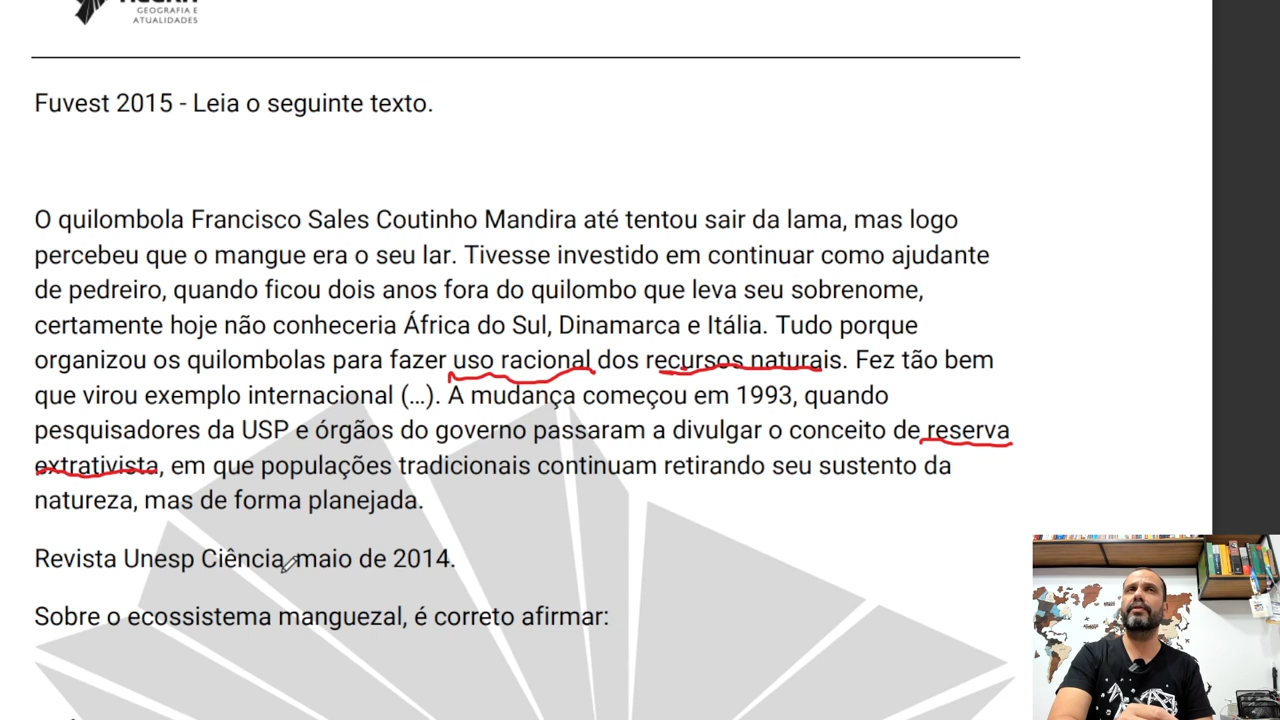 GEOGRAFIA E
ATUALIDADES
Fuvest 2015 - Leia o seguinte texto.
O quilombola Francisco Sales Coutinho Mandira até tentou sair da lama, mas logo
percebeu que o mangue era o seu lar. Tivesse investido em continuar como ajudante
de pedreiro, quando ficou dois anos fora do quilombo que leva seu sobrenome,
certamente hoje não conheceria África do Sul, Dinamarca e Itália. Tudo porque
organizou os quilombolas para fazer uso racional dos recursos naturais. Fez tão bem
que virou exemplo internacional (...). A mudança começou em 1993, quando
pesquisadores da USP e órgãos do governo passaram a divulgar o conceito de reserva
extrativista, em que populações tradicionais continuam retirando seu sustento da
natureza, mas de forma planejada.
Revista Unesp Ciência, maio de 2014.
Sobre o ecossistema manguezal, é correto afirmar: